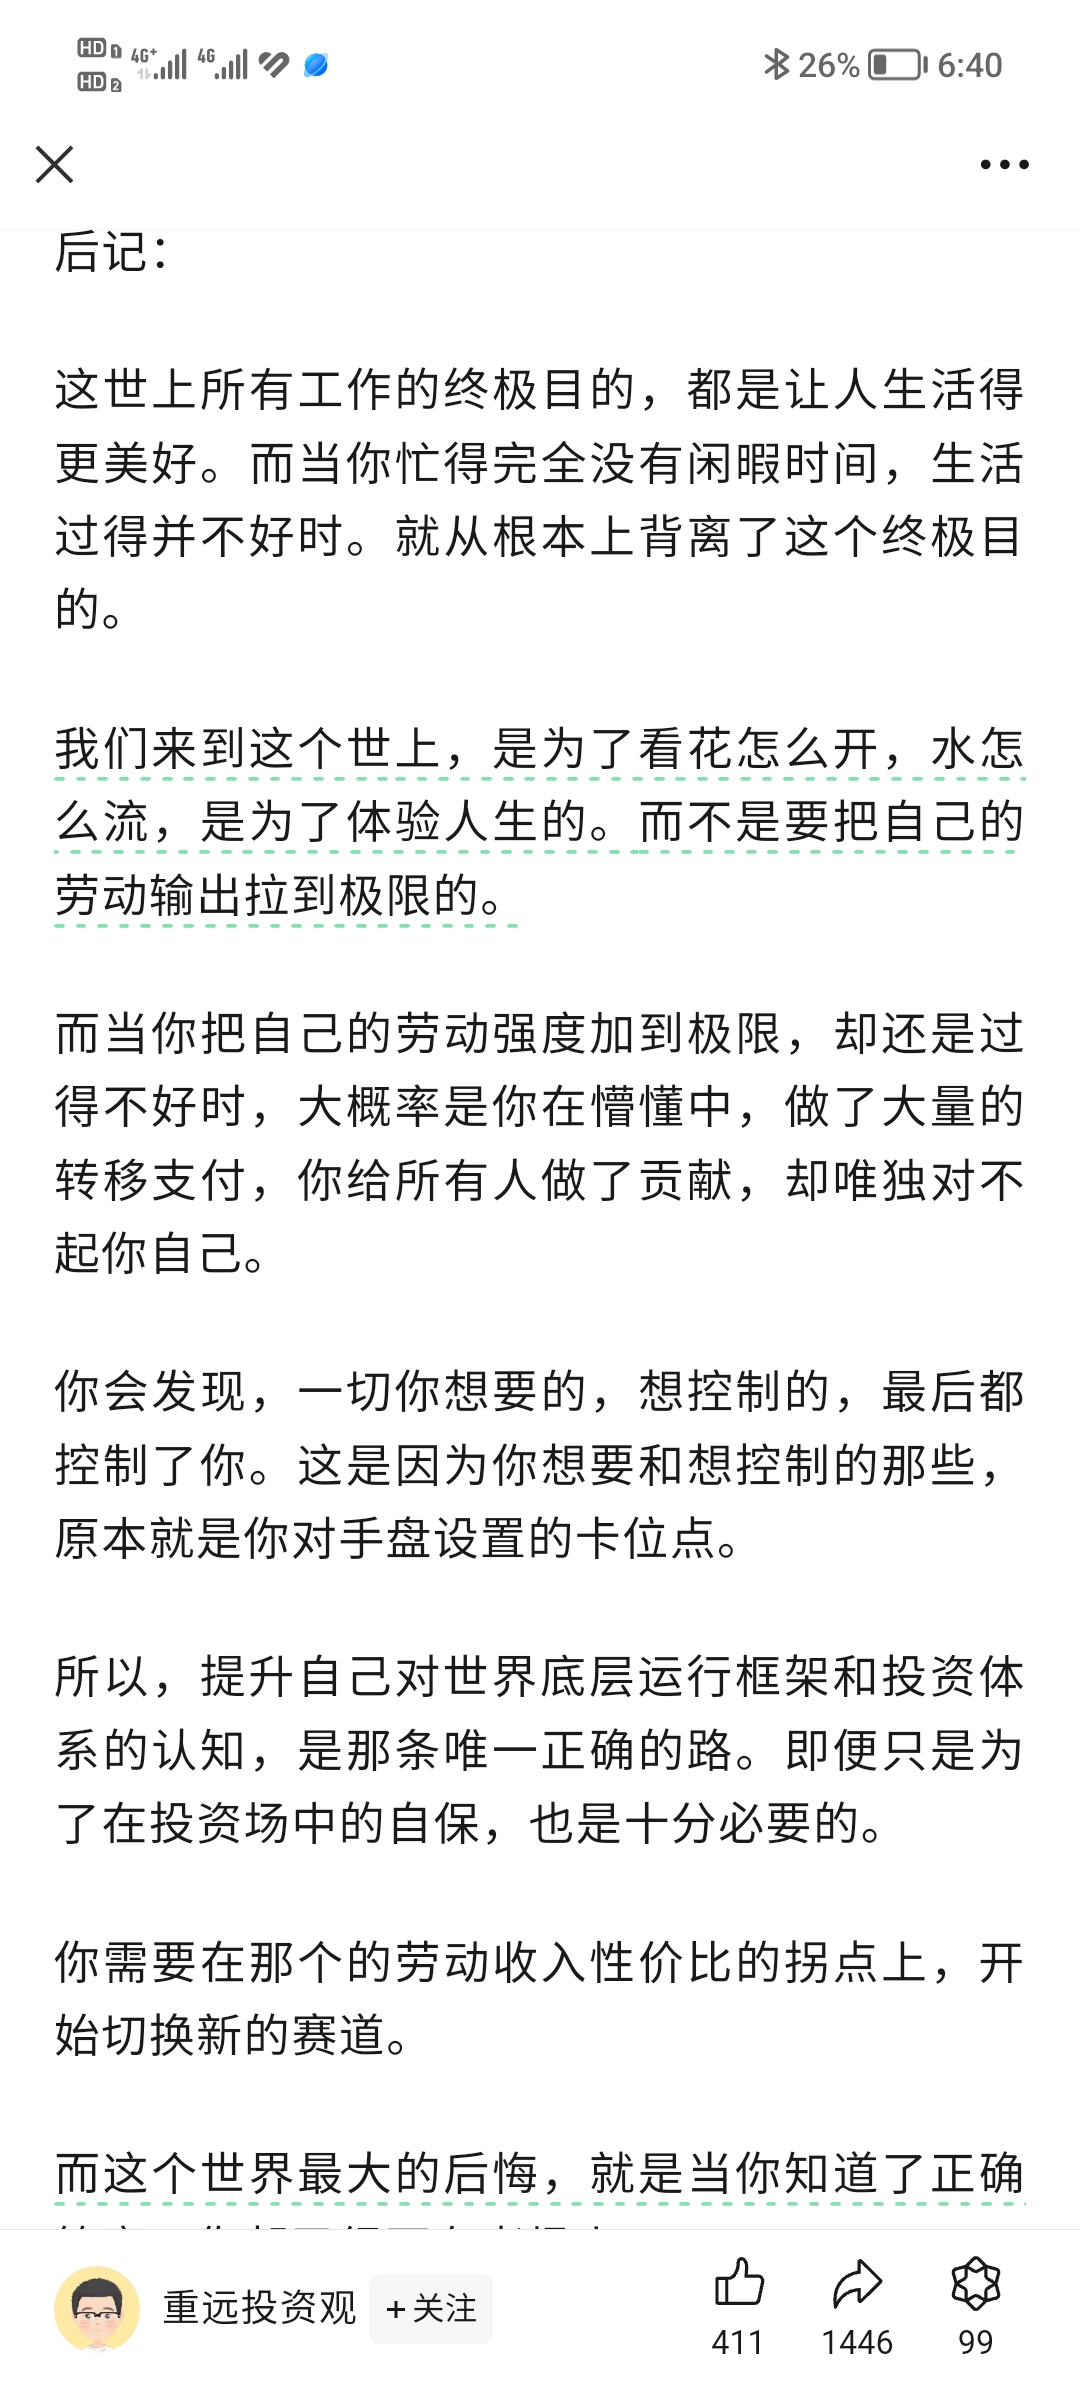 HD 1 4G+ 4G
HD 2
26% 6:40
后记：
这世上所有工作的终极目的，都是让人生活得
更美好。而当你忙得完全没有闲暇时间，生活
过得并不好时。就从根本上背离了这个终极目
的。
我们来到这个世上，是为了看花怎么开，水怎
么流，是为了体验人生的。而不是要把自己的
劳动输出拉到极限的。
而当你把自己的劳动强度加到极限，却还是过
得不好时，大概率是你在懵懂中，做了大量的
转移支付，你给所有人做了贡献，却唯独对不
起你自己。
你会发现，一切你想要的，想控制的，最后都
控制了你。这是因为你想要和想控制的那些，
原本就是你对手盘设置的卡位点。
所以，提升自己对世界底层运行框架和投资体
系的认知，是那条唯一正确的路。即便只是为
了在投资场中的自保，也是十分必要的。
你需要在那个的劳动收入性价比的拐点上，开
始切换新的赛道。
而这个世界最大的后悔，就是当你知道了正确
重远投资观 +关注
411 1446 99